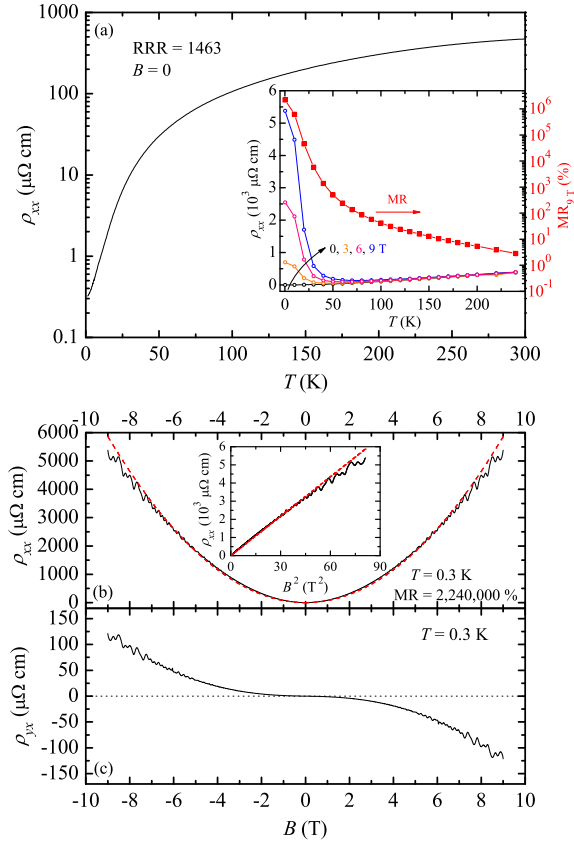 (a)
RRR = 1463
B = 0
1000
100
10
1
0.1
ρxx (μΩ cm)
0 50 100 150 200 250 300
T (K)
6
5
4
3
2
1
0
ρxx (10³ μΩ cm)
MR
0, 3, 6, 9 T
0 50 100 150 200
T (K)
10⁶
10⁵
10⁴
10³
10²
10¹
10⁰
10⁻¹
MR9 T (%)
-10 -8 -6 -4 -2 0 2 4 6 8 10
6000
5000
4000
3000
2000
1000
0
ρxx (μΩ cm)
6
5
4
3
2
1
0
ρxx (10³ μΩ cm)
0 30 60 90
B² (T²)
T = 0.3 K
(b)
MR = 2,240,000 %
150
100
50
0
-50
-100
-150
ρyx (μΩ cm)
T = 0.3 K
(c)
-10 -8 -6 -4 -2 0 2 4 6 8 10
B (T)